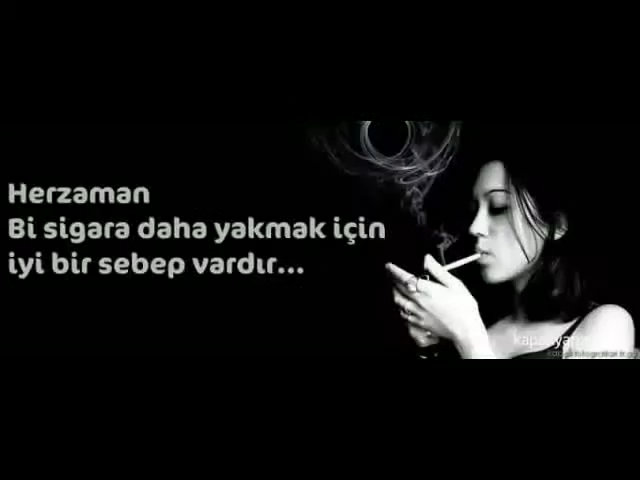 Herzaman
Bi sigara daha yakmak için
iyi bir sebep vardır...